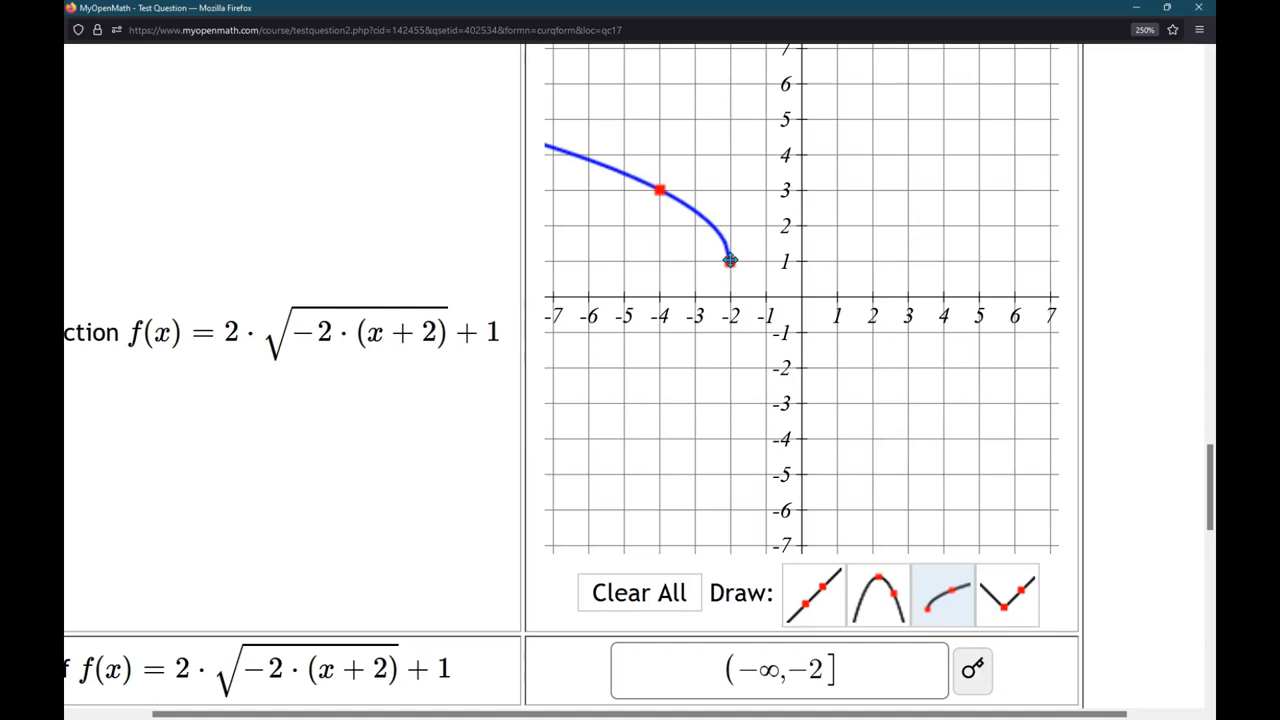 MyOpenMath - Test Question — Mozilla Firefox
https://www.myopenmath.com/course/testquestion2.php?cid=142455&qsetid=402534&formn=curqform&loc=qc17
250%
7
6
5
4
3
2
1
-7 -6 -5 -4 -3 -2 -1 1 2 3 4 5 6 7
-1
-2
-3
-4
-5
-6
-7
ction f(x) = 2 · √(−2 · (x + 2)) + 1
Clear All Draw:
f f(x) = 2 · √(−2 · (x + 2)) + 1
(−∞,−2]